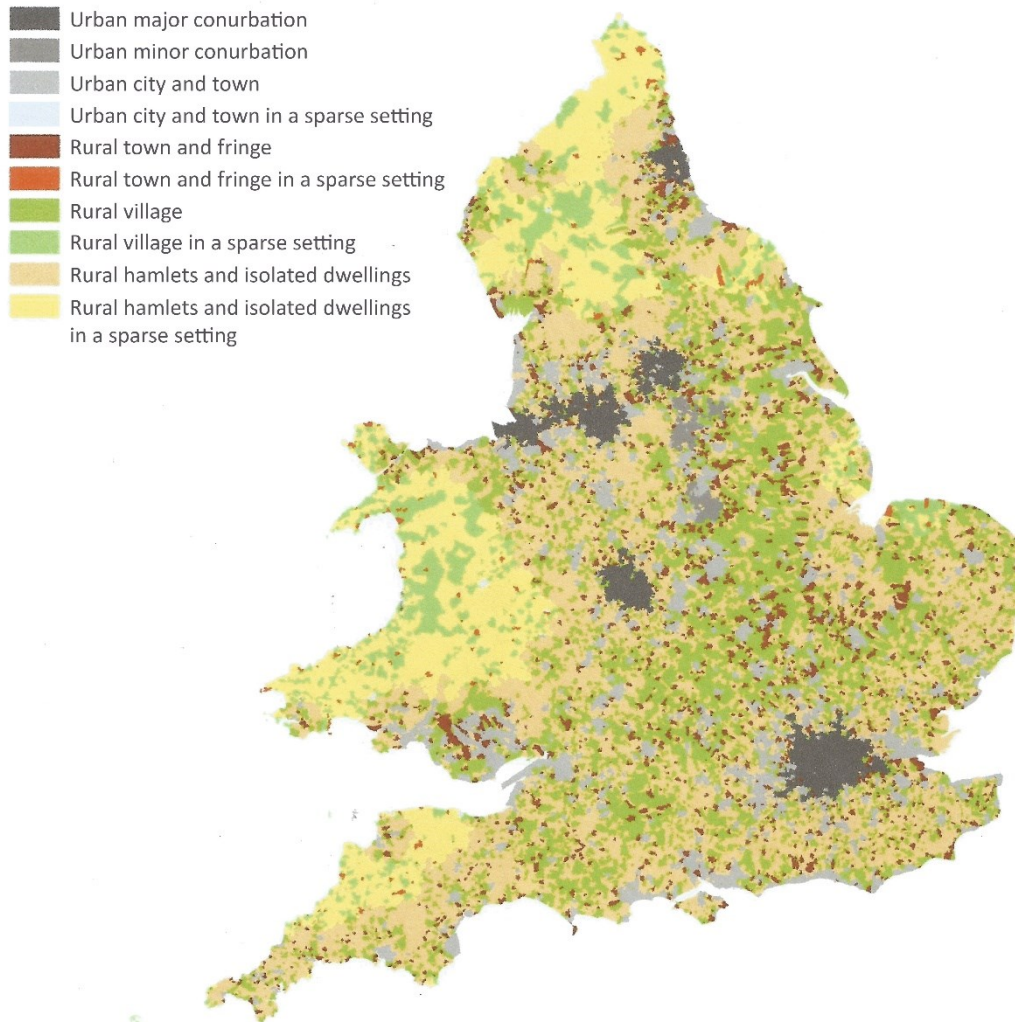 Urban major conurbation
Urban minor conurbation
Urban city and town
Urban city and town in a sparse setting
Rural town and fringe
Rural town and fringe in a sparse setting
Rural village
Rural village in a sparse setting
Rural hamlets and isolated dwellings
Rural hamlets and isolated dwellings
in a sparse setting